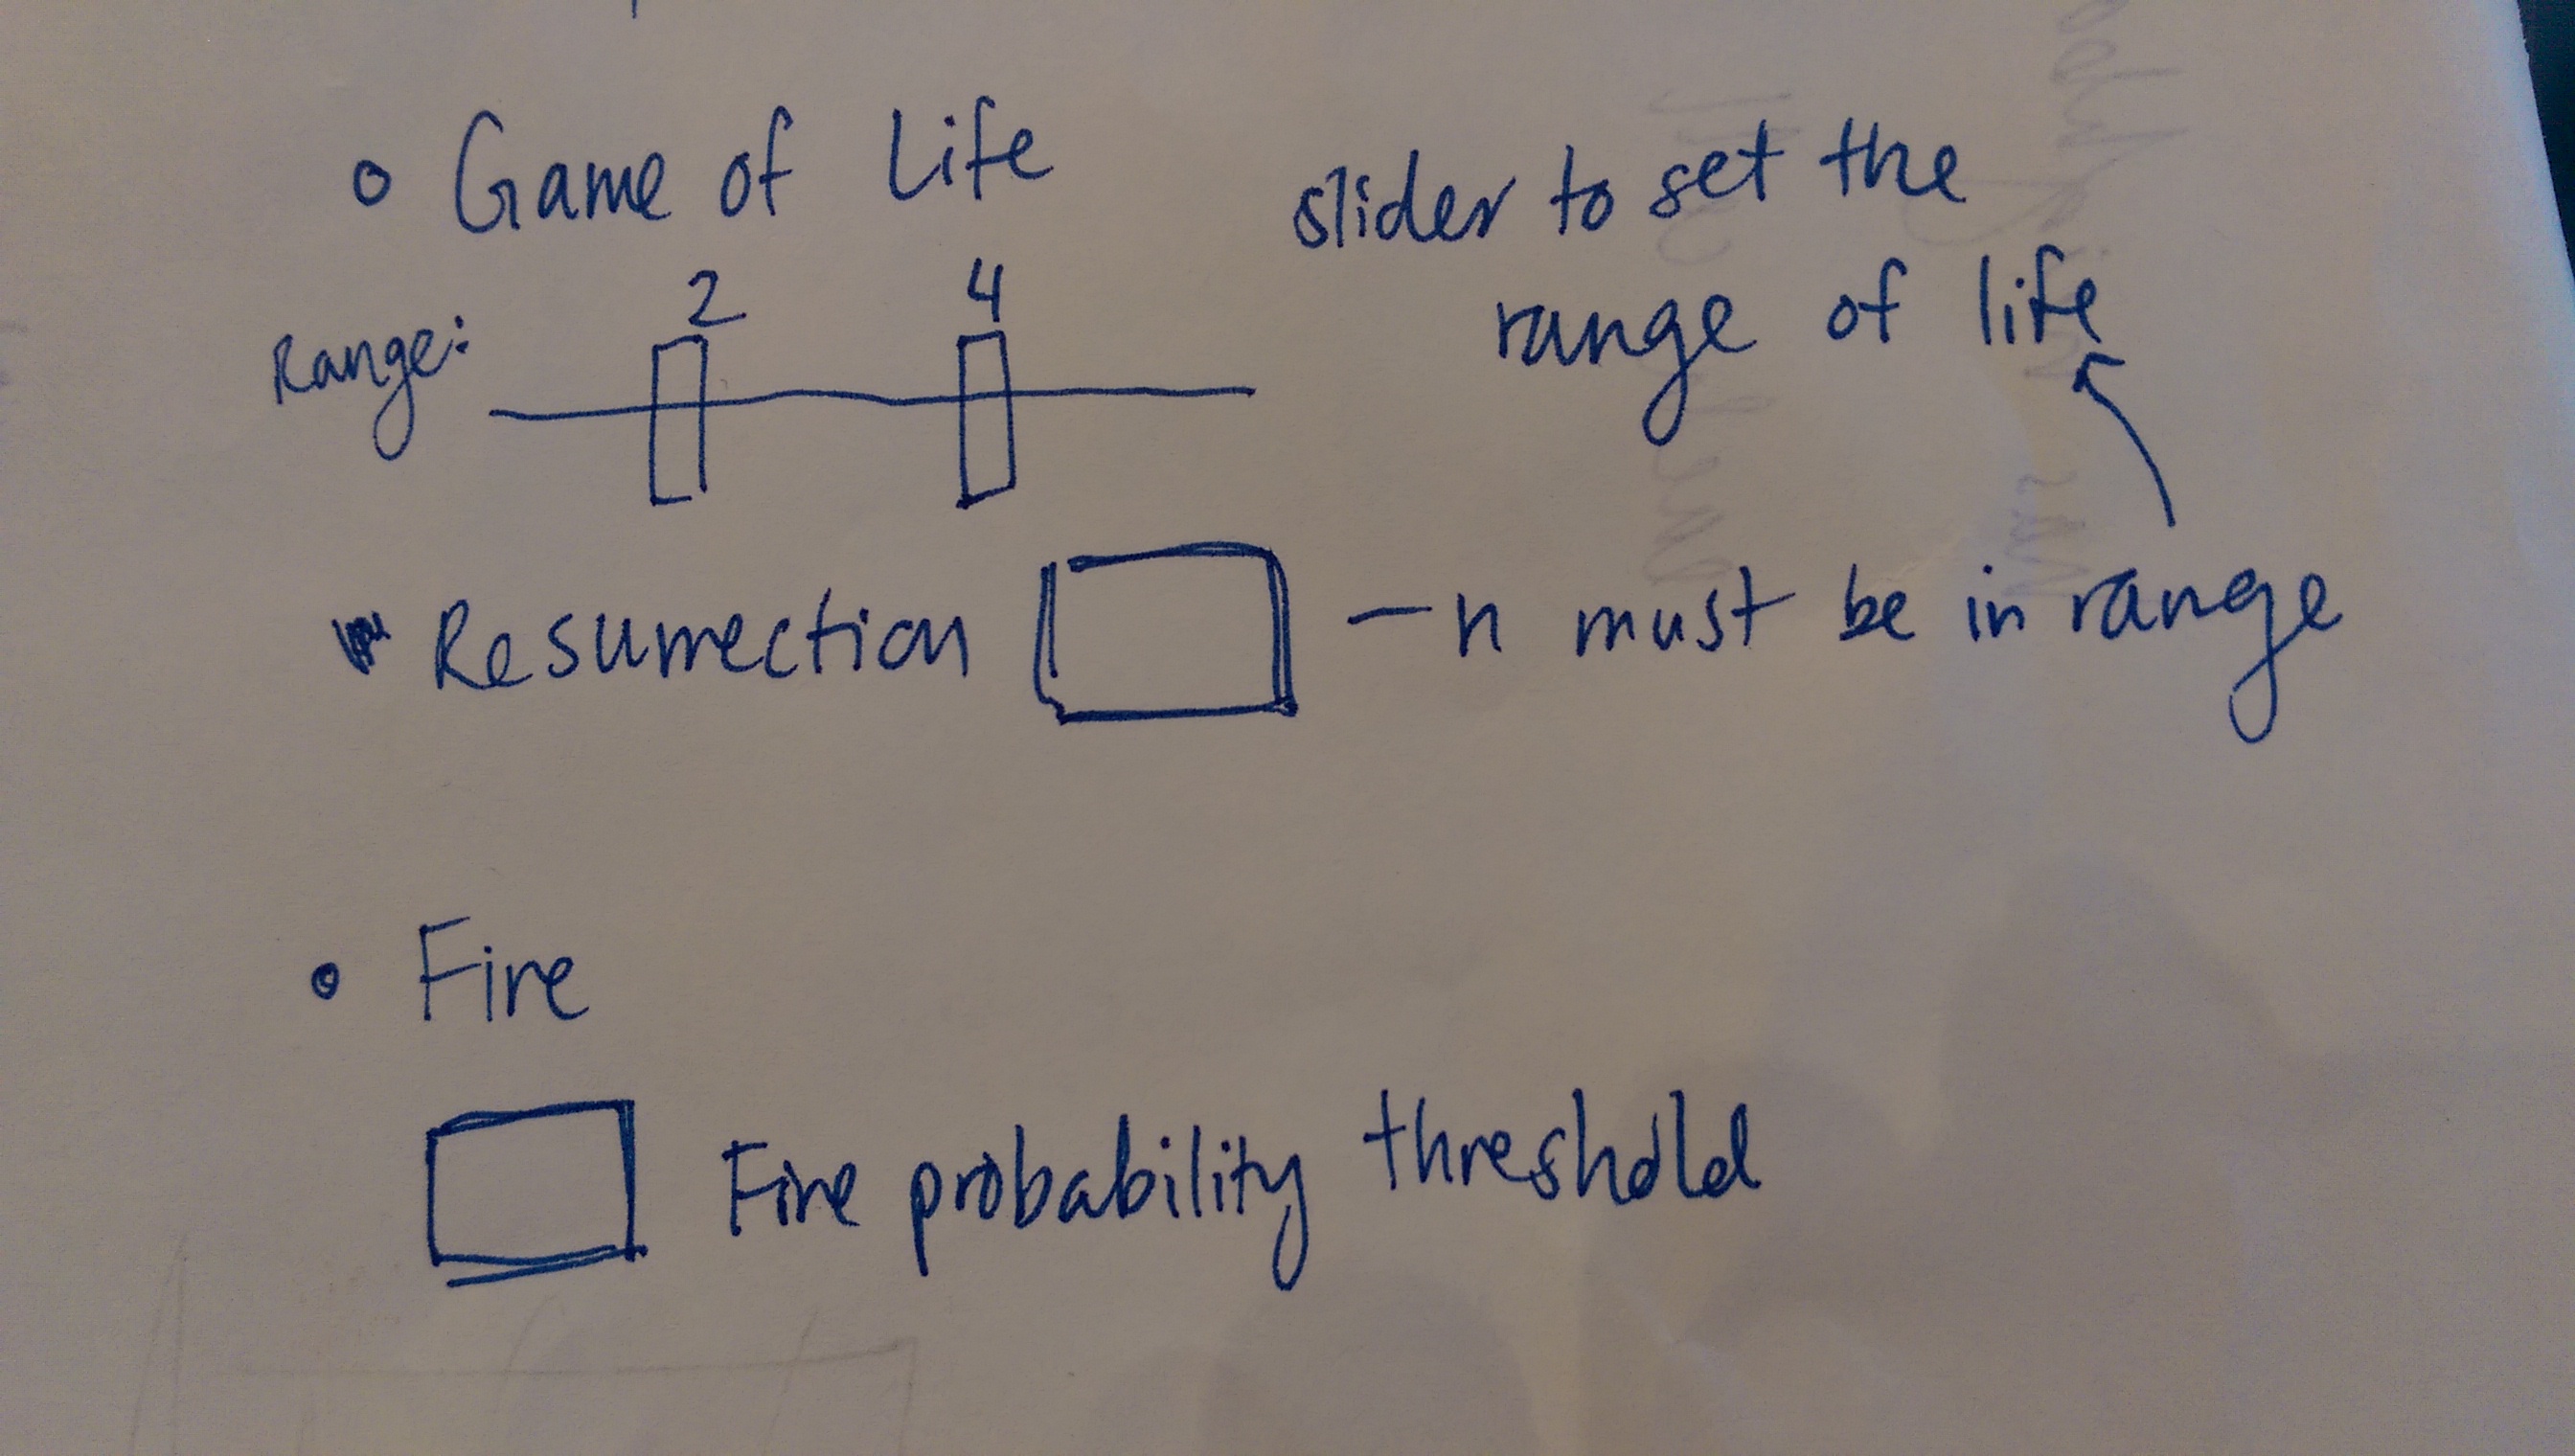 Game of Life
slider to set the
range of life
Range:
2 4
Resurrection - n must be in range
Fire
Fire probability threshold